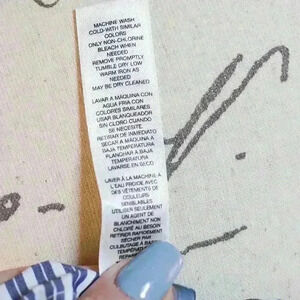 MACHINE WASH
COLD-WITH SIMILAR
COLORS
ONLY NON-CHLORINE
BLEACH WHEN
NEEDED
REMOVE PROMPTLY
TUMBLE DRY LOW
WARM IRON AS
NEEDED
MAY BE DRY CLEANED
LAVAR A MÁQUINA CON
AGUA FRIA CON
COLORES SIMILARES
USAR BLANQUEADOR
SIN CLORO CUANDO
SE NECESITE
RETIRAR DE INMEDIATO
SECAR A MÁQUINA A
BAJA TEMPERATURA
PLANCHAR A BAJA
TEMPERATURA
LAVARSE EN SECO
LAVER À LA MACHINE À
L'EAU FROIDE AVEC
DES VÊTEMENTS DE
COULEURS
SEMBLABLES
UTILISER SEULEMENT
UN AGENT DE
BLANCHIMENT NON
CHLORÉ AU BESOIN
RETIRER RAPIDEMENT
SÉCHER PAR
CULBUTAGE À BASSE
TEMPÉRATURE